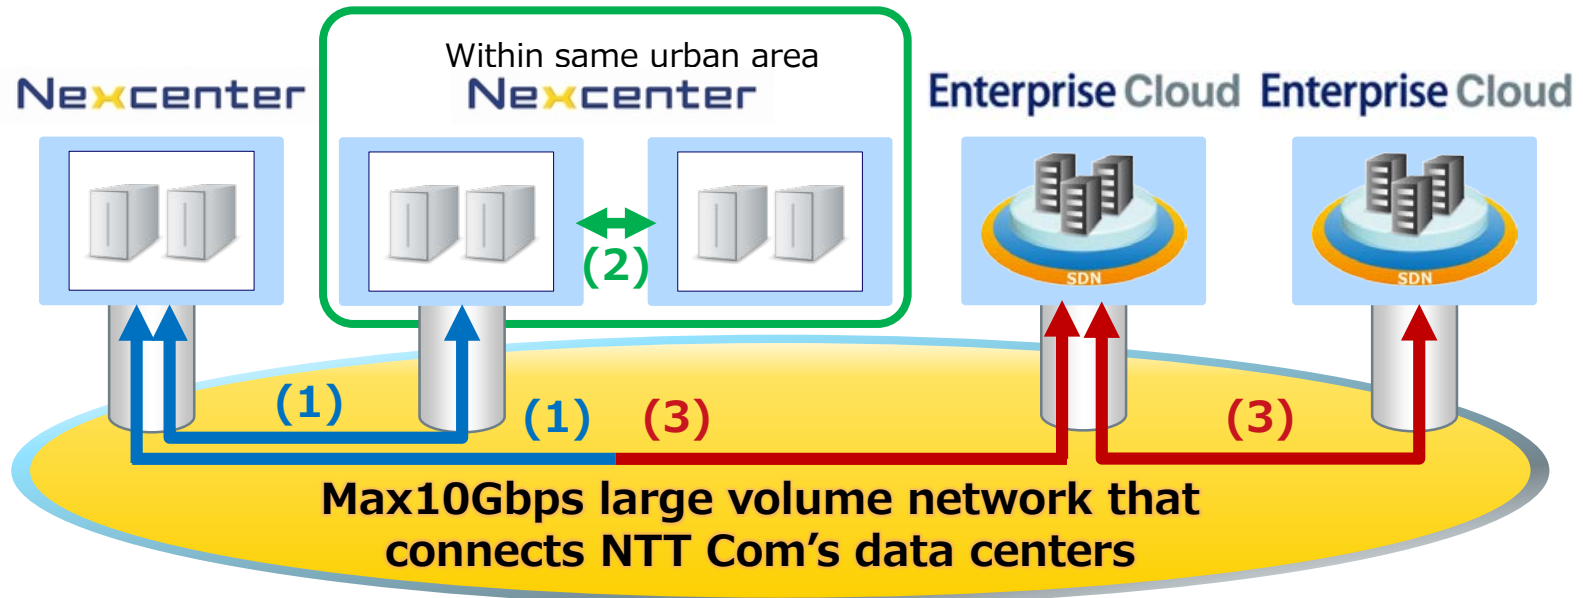 Within same urban area
Nexcenter
Nexcenter
Enterprise Cloud
Enterprise Cloud
(2)
SDN
SDN
(1)
(1)
(3)
(3)
Max10Gbps large volume network that
connects NTT Com's data centers